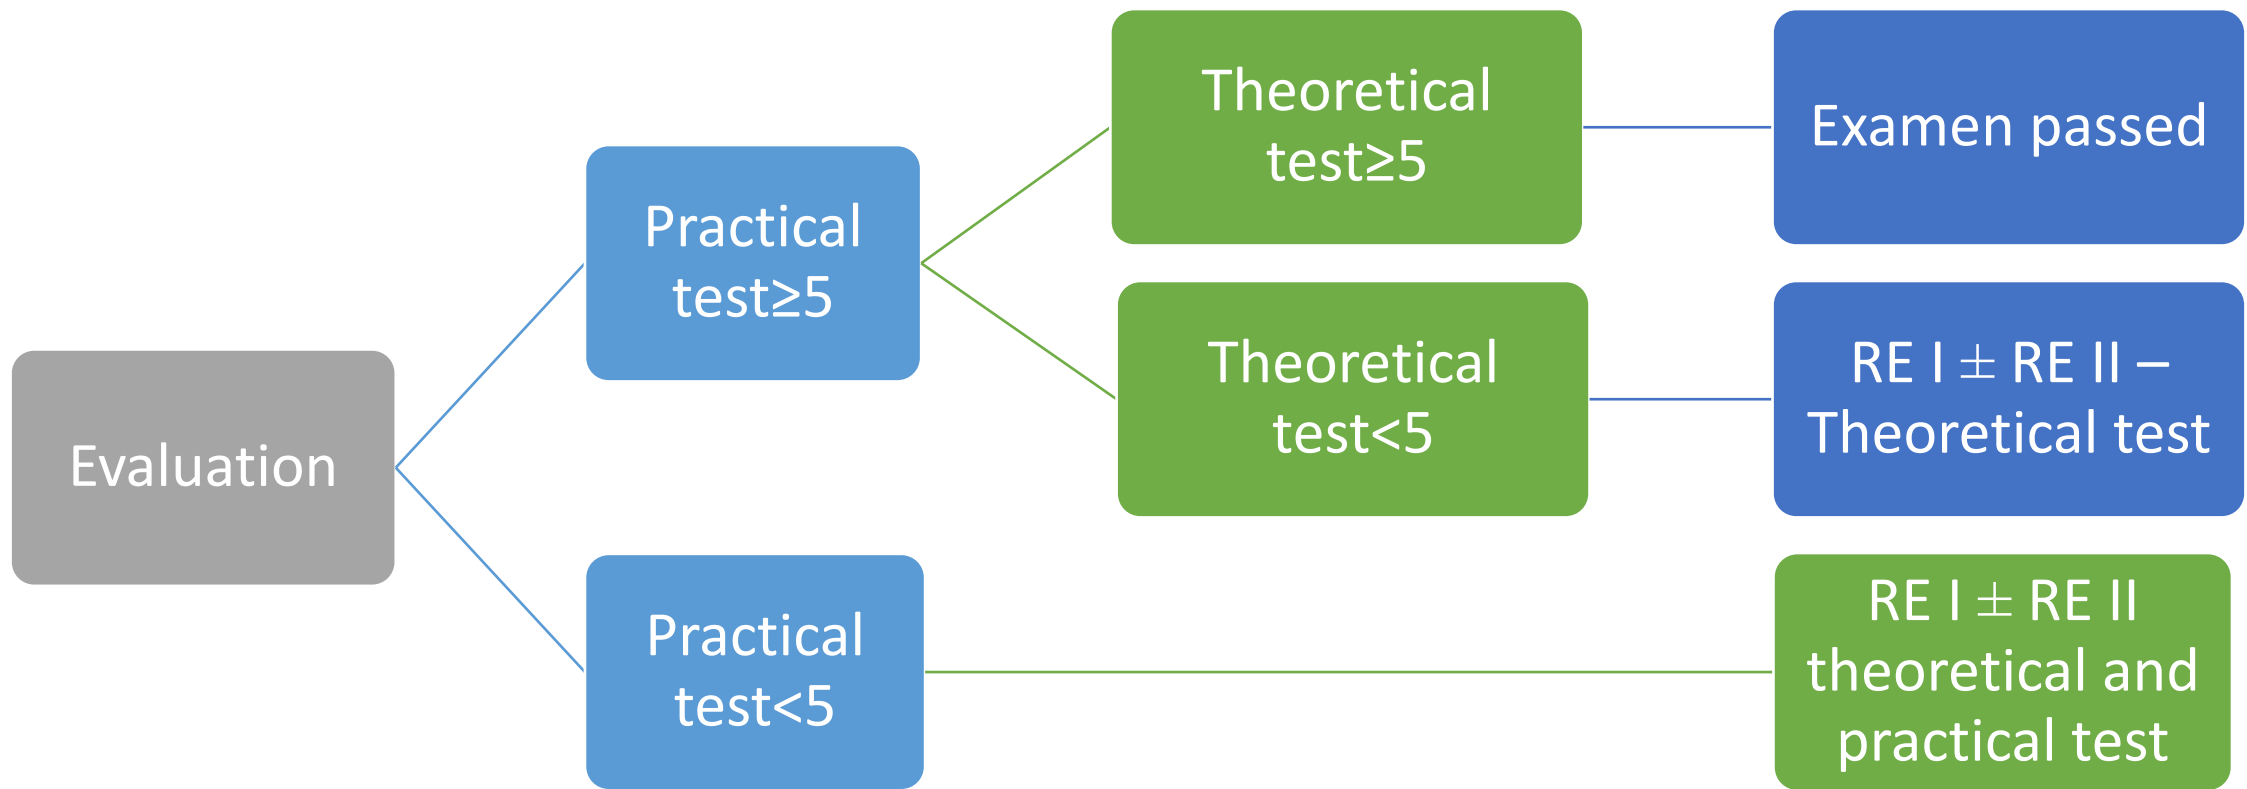 Evaluation
Practical
test≥5
Theoretical
test≥5
Examen passed
Theoretical
test<5
RE I ± RE II –
Theoretical test
Practical
test<5
RE I ± RE II
theoretical and
practical test